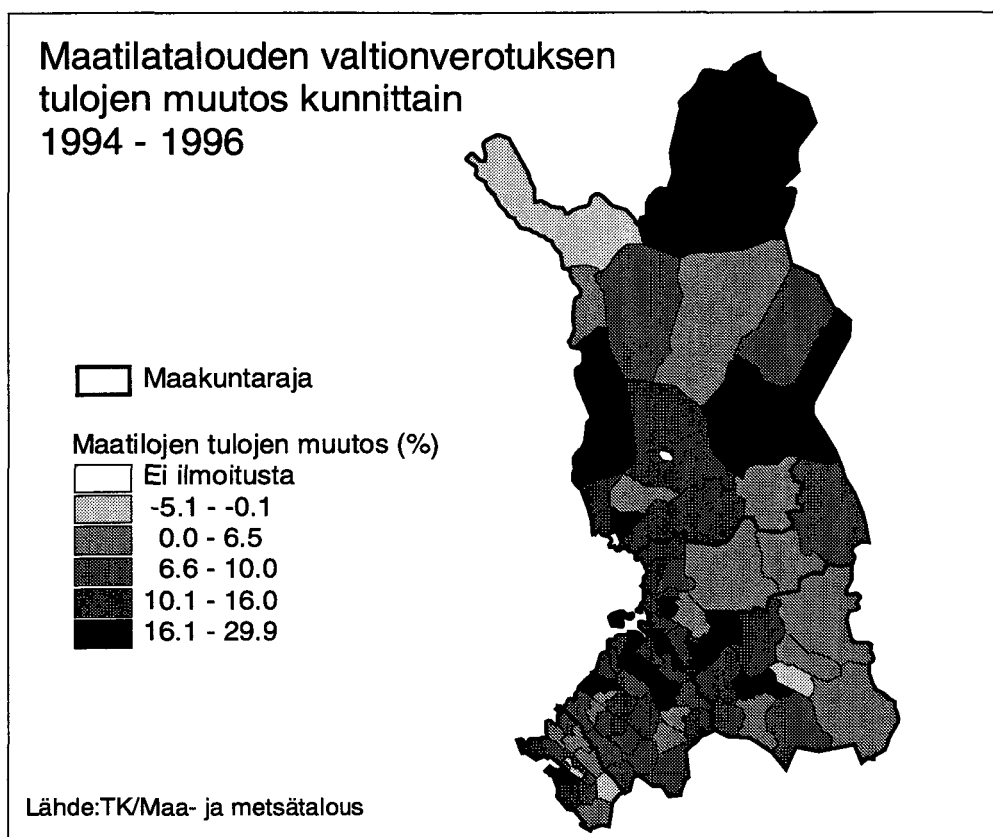 Maatilatalouden valtionverotuksen
tulojen muutos kunnittain
1994 - 1996
Maakuntaraja
Maatilojen tulojen muutos (%)
Ei ilmoitusta
-5.1 - -0.1
0.0 - 6.5
6.6 - 10.0
10.1 - 16.0
16.1 - 29.9
Lähde:TK/Maa- ja metsätalous